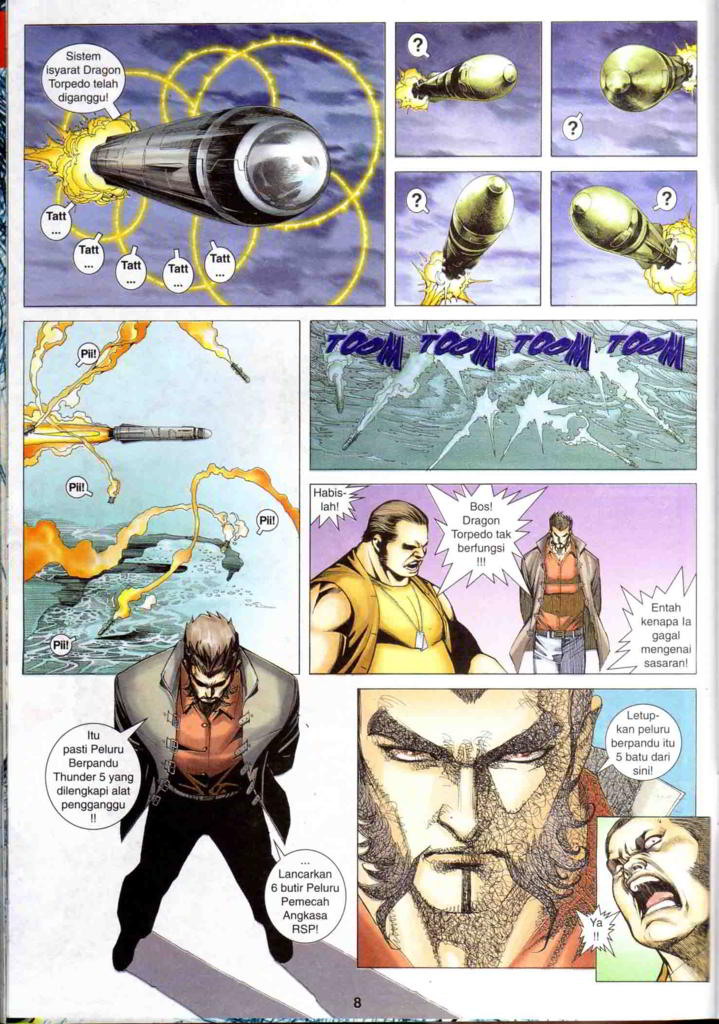 Sistem
isyarat Dragon
Torpedo telah
diganggu!
Tatt
...
Tatt
...
Tatt
...
Tatt
...
Tatt
...
?
?
?
?
Pii!
Pii!
Pii!
Pii!
TOOM TOOM TOOM TOOM
Habis-
lah!
Bos!
Dragon
Torpedo tak
berfungsi
!!!
Entah
kenapa Ia
gagal
mengenai
sasaran!
Itu
pasti Peluru
Berpandu
Thunder 5 yang
dilengkapi alat
pengganggu
!!
...
Lancarkan
6 butir Peluru
Pemecah
Angkasa
RSP!
Letup-
kan peluru
berpandu itu
5 batu dari
sini!
Ya
!!
8